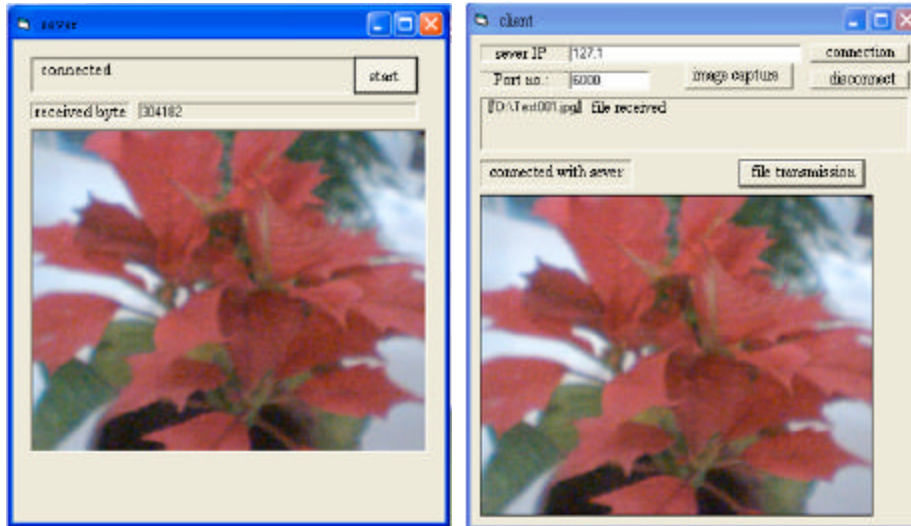 sever
connected
start
received byte 304182
client
sever IP 127.1
connection
Port no.: 6000
image capture
disconnect
[D:\Test001.jpg] file received
connected with sever
file transmission